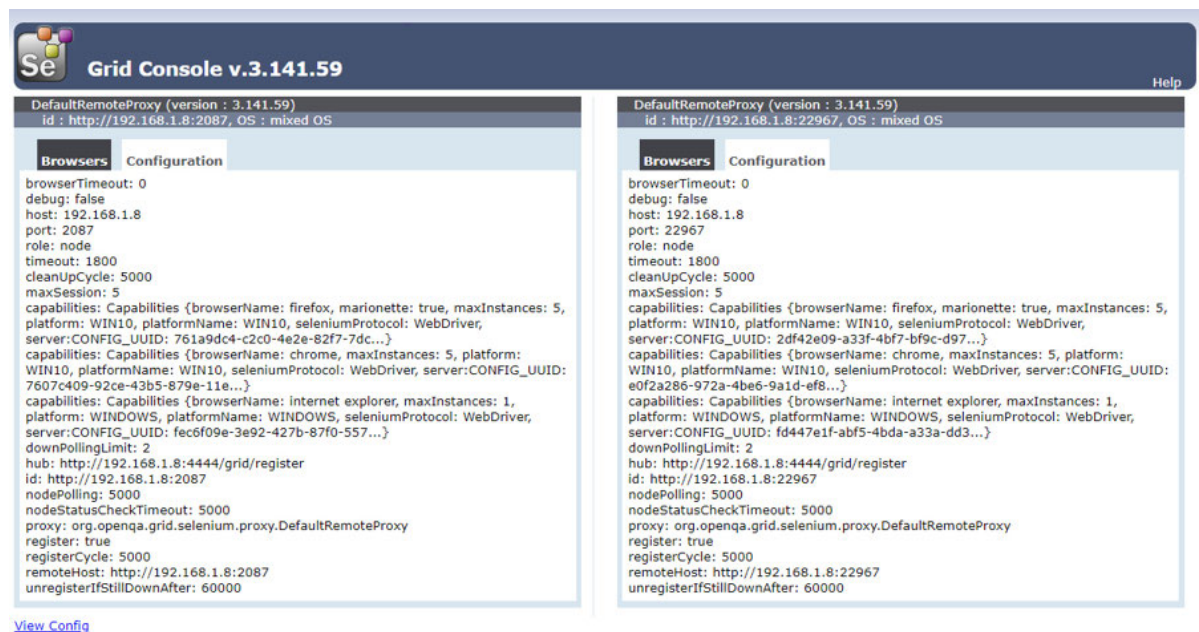 Se
Grid Console v.3.141.59
Help
DefaultRemoteProxy (version : 3.141.59)
id : http://192.168.1.8:2087, OS : mixed OS
Browsers Configuration
browserTimeout: 0
debug: false
host: 192.168.1.8
port: 2087
role: node
timeout: 1800
cleanUpCycle: 5000
maxSession: 5
capabilities: Capabilities {browserName: firefox, marionette: true, maxInstances: 5,
platform: WIN10, platformName: WIN10, seleniumProtocol: WebDriver,
server:CONFIG_UUID: 761a9dc4-c2c0-4e2e-82f7-7dc...}
capabilities: Capabilities {browserName: chrome, maxInstances: 5, platform:
WIN10, platformName: WIN10, seleniumProtocol: WebDriver, server:CONFIG_UUID:
7607c409-92ce-43b5-879e-11e...}
capabilities: Capabilities {browserName: internet explorer, maxInstances: 1,
platform: WINDOWS, platformName: WINDOWS, seleniumProtocol: WebDriver,
server:CONFIG_UUID: fec6f09e-3e92-427b-87f0-557...}
downPollingLimit: 2
hub: http://192.168.1.8:4444/grid/register
id: http://192.168.1.8:2087
nodePolling: 5000
nodeStatusCheckTimeout: 5000
proxy: org.openqa.grid.selenium.proxy.DefaultRemoteProxy
register: true
registerCycle: 5000
remoteHost: http://192.168.1.8:2087
unregisterIfStillDownAfter: 60000
DefaultRemoteProxy (version : 3.141.59)
id : http://192.168.1.8:22967, OS : mixed OS
Browsers Configuration
browserTimeout: 0
debug: false
host: 192.168.1.8
port: 22967
role: node
timeout: 1800
cleanUpCycle: 5000
maxSession: 5
capabilities: Capabilities {browserName: firefox, marionette: true, maxInstances: 5,
platform: WIN10, platformName: WIN10, seleniumProtocol: WebDriver,
server:CONFIG_UUID: 2df42e09-a33f-4bf7-bf9c-d97...}
capabilities: Capabilities {browserName: chrome, maxInstances: 5, platform:
WIN10, platformName: WIN10, seleniumProtocol: WebDriver, server:CONFIG_UUID:
e0f2a286-972a-4be6-9a1d-ef8...}
capabilities: Capabilities {browserName: internet explorer, maxInstances: 1,
platform: WINDOWS, platformName: WINDOWS, seleniumProtocol: WebDriver,
server:CONFIG_UUID: fd447e1f-abf5-4bda-a33a-dd3...}
downPollingLimit: 2
hub: http://192.168.1.8:4444/grid/register
id: http://192.168.1.8:22967
nodePolling: 5000
nodeStatusCheckTimeout: 5000
proxy: org.openqa.grid.selenium.proxy.DefaultRemoteProxy
register: true
registerCycle: 5000
remoteHost: http://192.168.1.8:22967
unregisterIfStillDownAfter: 60000
View Config